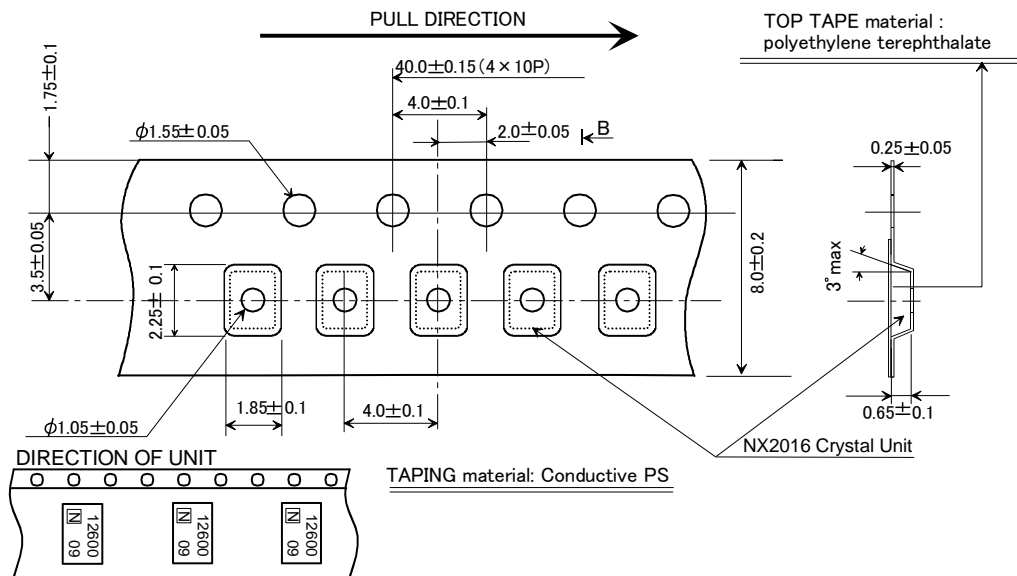 PULL DIRECTION
TOP TAPE material :
polyethylene terephthalate
1.75±0.1
40.0±0.15(4×10P)
4.0±0.1
φ1.55±0.05
2.0±0.05
B
0.25±0.05
3.5±0.05
2.25± 0.1
8.0±0.2
3°max
1.85±0.1
4.0±0.1
0.65±0.1
φ1.05±0.05
NX2016 Crystal Unit
DIRECTION OF UNIT
TAPING material: Conductive PS
12600
N 09
12600
N 09
12600
N 09